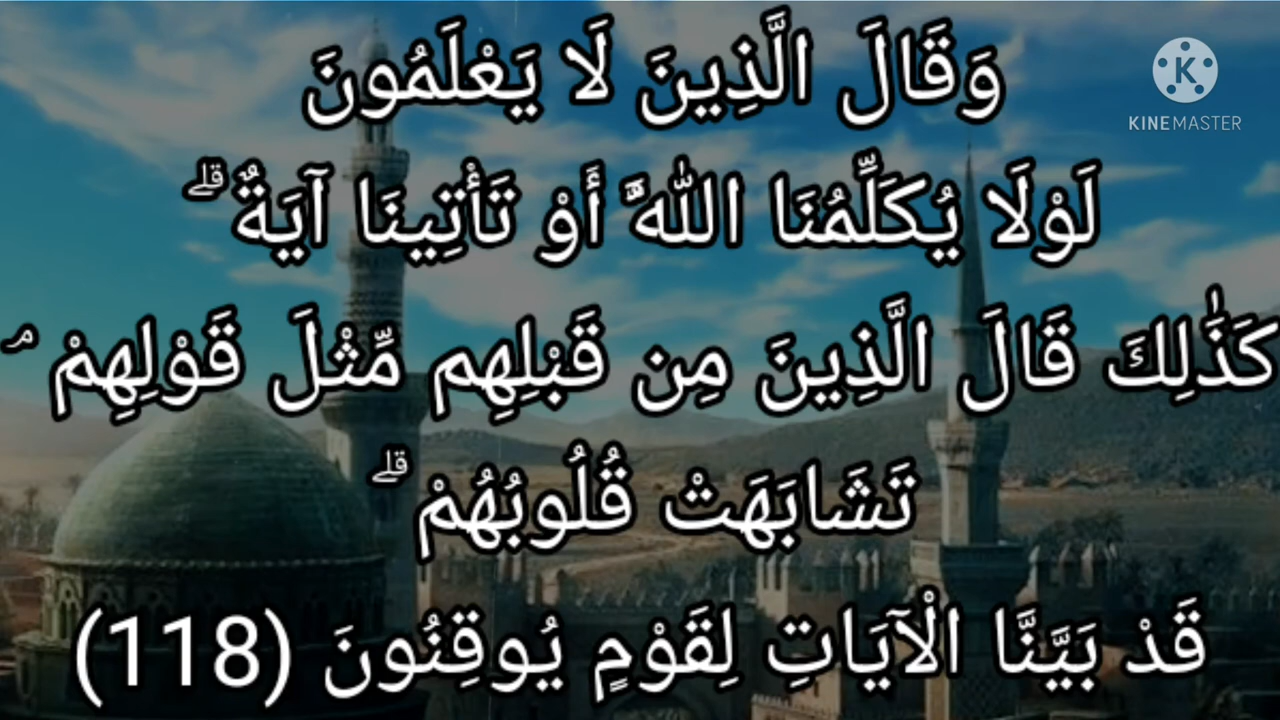 وَقَالَ الَّذِينَ لَا يَعْلَمُونَ
K
KINEMASTER
لَوْلَا يُكَلِّمُنَا اللَّهُ أَوْ تَأْتِينَا آيَةٌ ۗ
كَذَٰلِكَ قَالَ الَّذِينَ مِن قَبْلِهِم مِّثْلَ قَوْلِهِمْ ۘ
تَشَابَهَتْ قُلُوبُهُمْ ۗ
قَدْ بَيَّنَّا الْآيَاتِ لِقَوْمٍ يُوقِنُونَ (118)